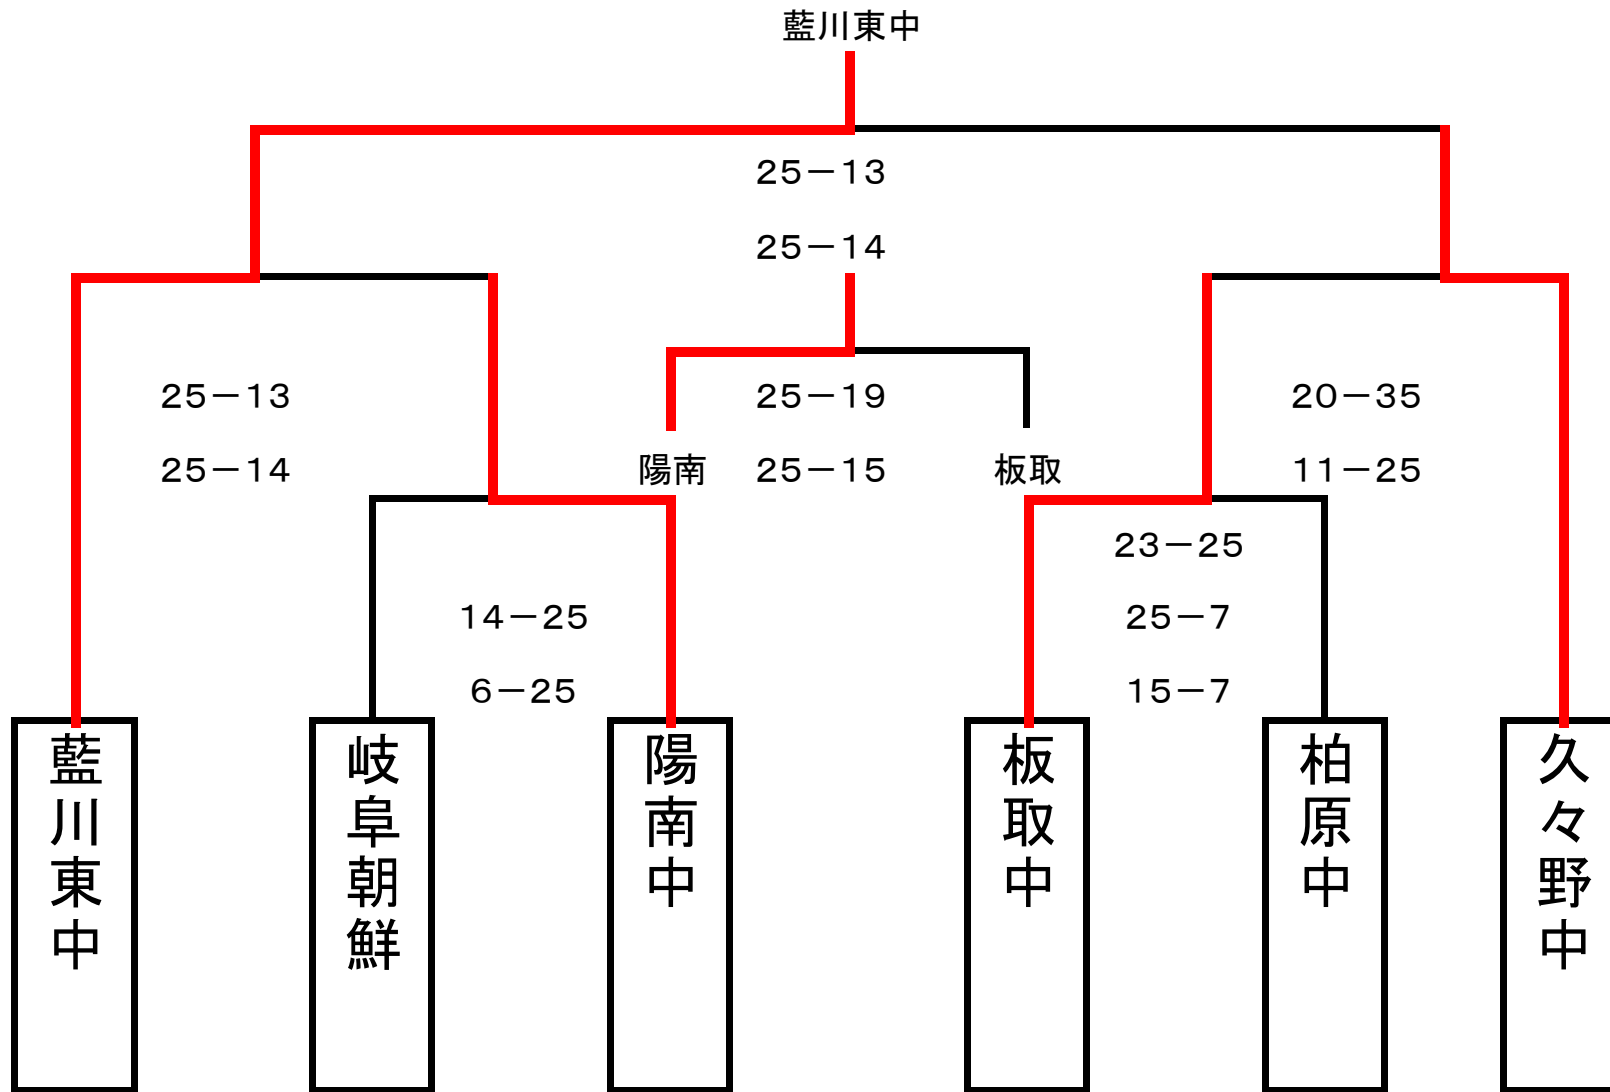 藍川東中
２５－１３
２５－１４
２５－１３
２５－１９
２０－３５
２５－１４
陽南
２５－１５
板取
１１－２５
２３－２５
１４－２５
２５－７
６－２５
１５－７
藍川東中
岐阜朝鮮
陽南中
板取中
柏原中
久々野中